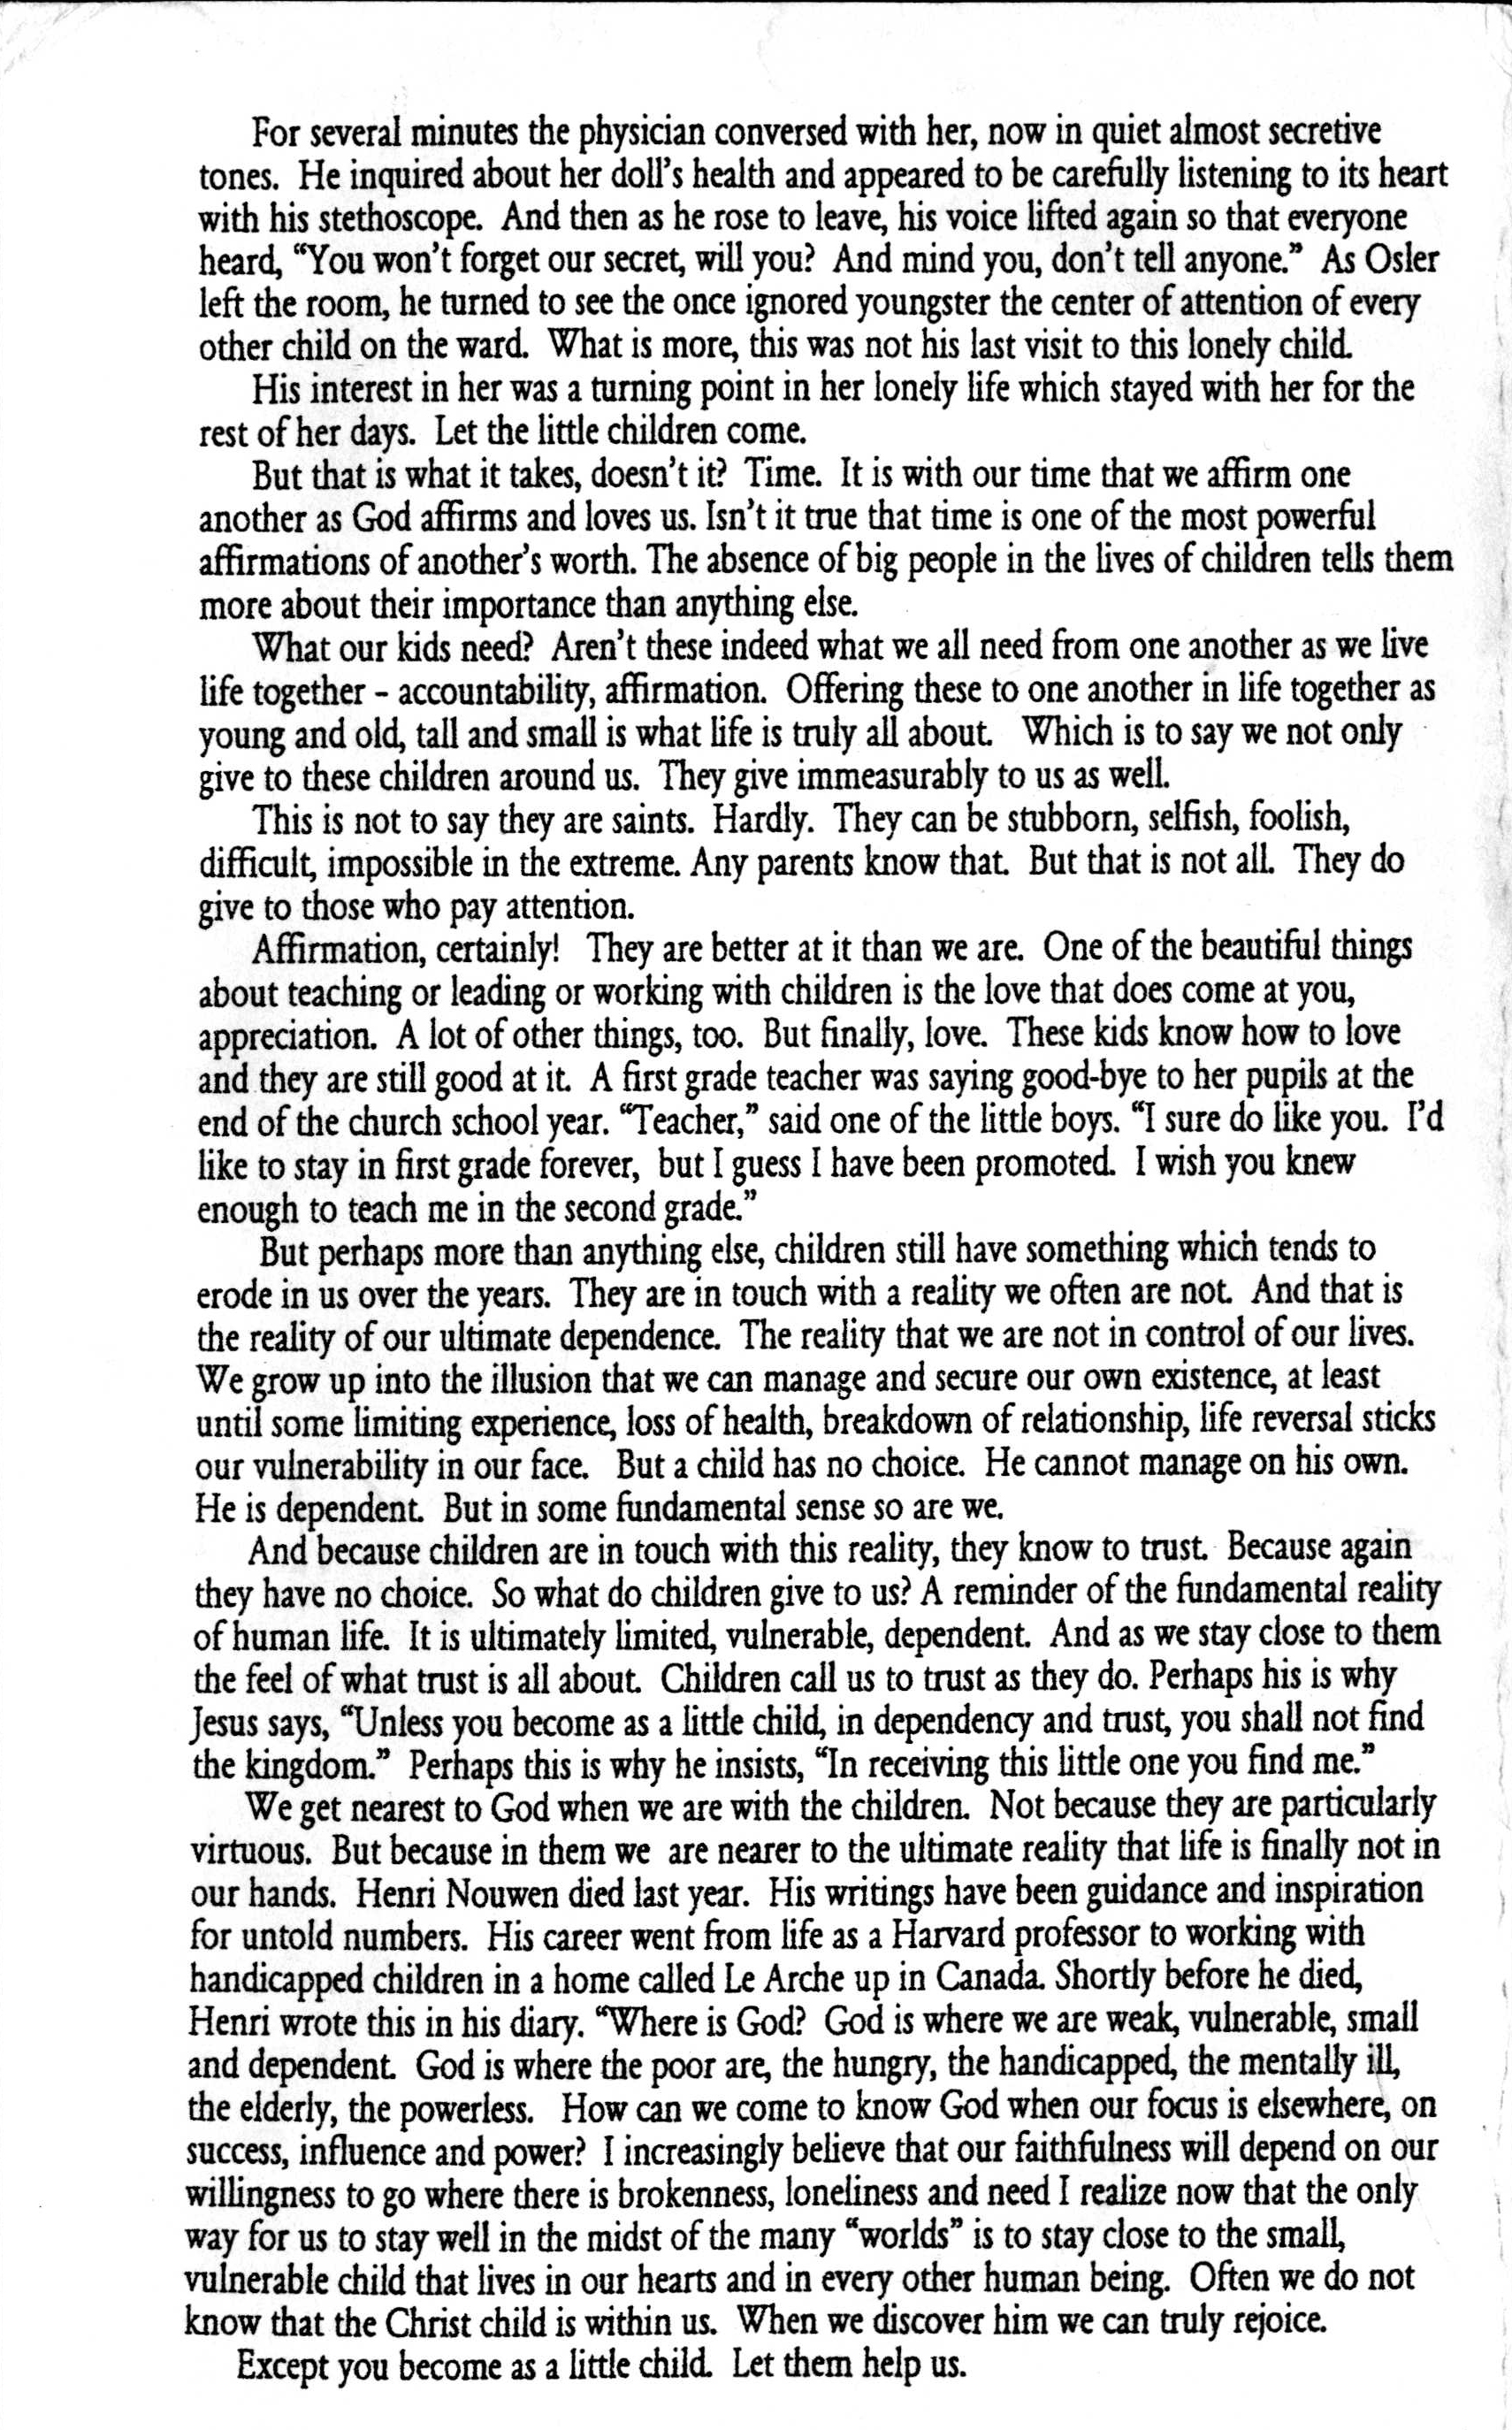 For several minutes the physician conversed with her, now in quiet almost secretive
tones. He inquired about her doll's health and appeared to be carefully listening to its heart
with his stethoscope. And then as he rose to leave, his voice lifted again so that everyone
heard, “You won't forget our secret, will you? And mind you, don't tell anyone.” As Osler
left the room, he turned to see the once ignored youngster the center of attention of every
other child on the ward. What is more, this was not his last visit to this lonely child.
His interest in her was a turning point in her lonely life which stayed with her for the
rest of her days. Let the little children come.
But that is what it takes, doesn't it? Time. It is with our time that we affirm one
another as God affirms and loves us. Isn't it true that time is one of the most powerful
affirmations of another's worth. The absence of big people in the lives of children tells them
more about their importance than anything else.
What our kids need? Aren't these indeed what we all need from one another as we live
life together - accountability, affirmation. Offering these to one another in life together as
young and old, tall and small is what life is truly all about. Which is to say we not only
give to these children around us. They give immeasurably to us as well.
This is not to say they are saints. Hardly. They can be stubborn, selfish, foolish,
difficult, impossible in the extreme. Any parents know that. But that is not all. They do
give to those who pay attention.
Affirmation, certainly! They are better at it than we are. One of the beautiful things
about teaching or leading or working with children is the love that does come at you,
appreciation. A lot of other things, too. But finally, love. These kids know how to love
and they are still good at it. A first grade teacher was saying good-bye to her pupils at the
end of the church school year. “Teacher,” said one of the little boys. “I sure do like you. I'd
like to stay in first grade forever, but I guess I have been promoted. I wish you knew
enough to teach me in the second grade.”
But perhaps more than anything else, children still have something which tends to
erode in us over the years. They are in touch with a reality we often are not. And that is
the reality of our ultimate dependence. The reality that we are not in control of our lives.
We grow up into the illusion that we can manage and secure our own existence, at least
until some limiting experience, loss of health, breakdown of relationship, life reversal sticks
our vulnerability in our face. But a child has no choice. He cannot manage on his own.
He is dependent. But in some fundamental sense so are we.
And because children are in touch with this reality, they know to trust. Because again
they have no choice. So what do children give to us? A reminder of the fundamental reality
of human life. It is ultimately limited, vulnerable, dependent. And as we stay close to them
the feel of what trust is all about. Children call us to trust as they do. Perhaps his is why
Jesus says, “Unless you become as a little child, in dependency and trust, you shall not find
the kingdom.” Perhaps this is why he insists, “In receiving this little one you find me.”
We get nearest to God when we are with the children. Not because they are particularly
virtuous. But because in them we are nearer to the ultimate reality that life is finally not in
our hands. Henri Nouwen died last year. His writings have been guidance and inspiration
for untold numbers. His career went from life as a Harvard professor to working with
handicapped children in a home called Le Arche up in Canada. Shortly before he died,
Henri wrote this in his diary. “Where is God? God is where we are weak, vulnerable, small
and dependent. God is where the poor are, the hungry, the handicapped, the mentally ill,
the elderly, the powerless. How can we come to know God when our focus is elsewhere, on
success, influence and power? I increasingly believe that our faithfulness will depend on our
willingness to go where there is brokenness, loneliness and need I realize now that the only
way for us to stay well in the midst of the many “worlds” is to stay close to the small,
vulnerable child that lives in our hearts and in every other human being. Often we do not
know that the Christ child is within us. When we discover him we can truly rejoice.
Except you become as a little child. Let them help us.